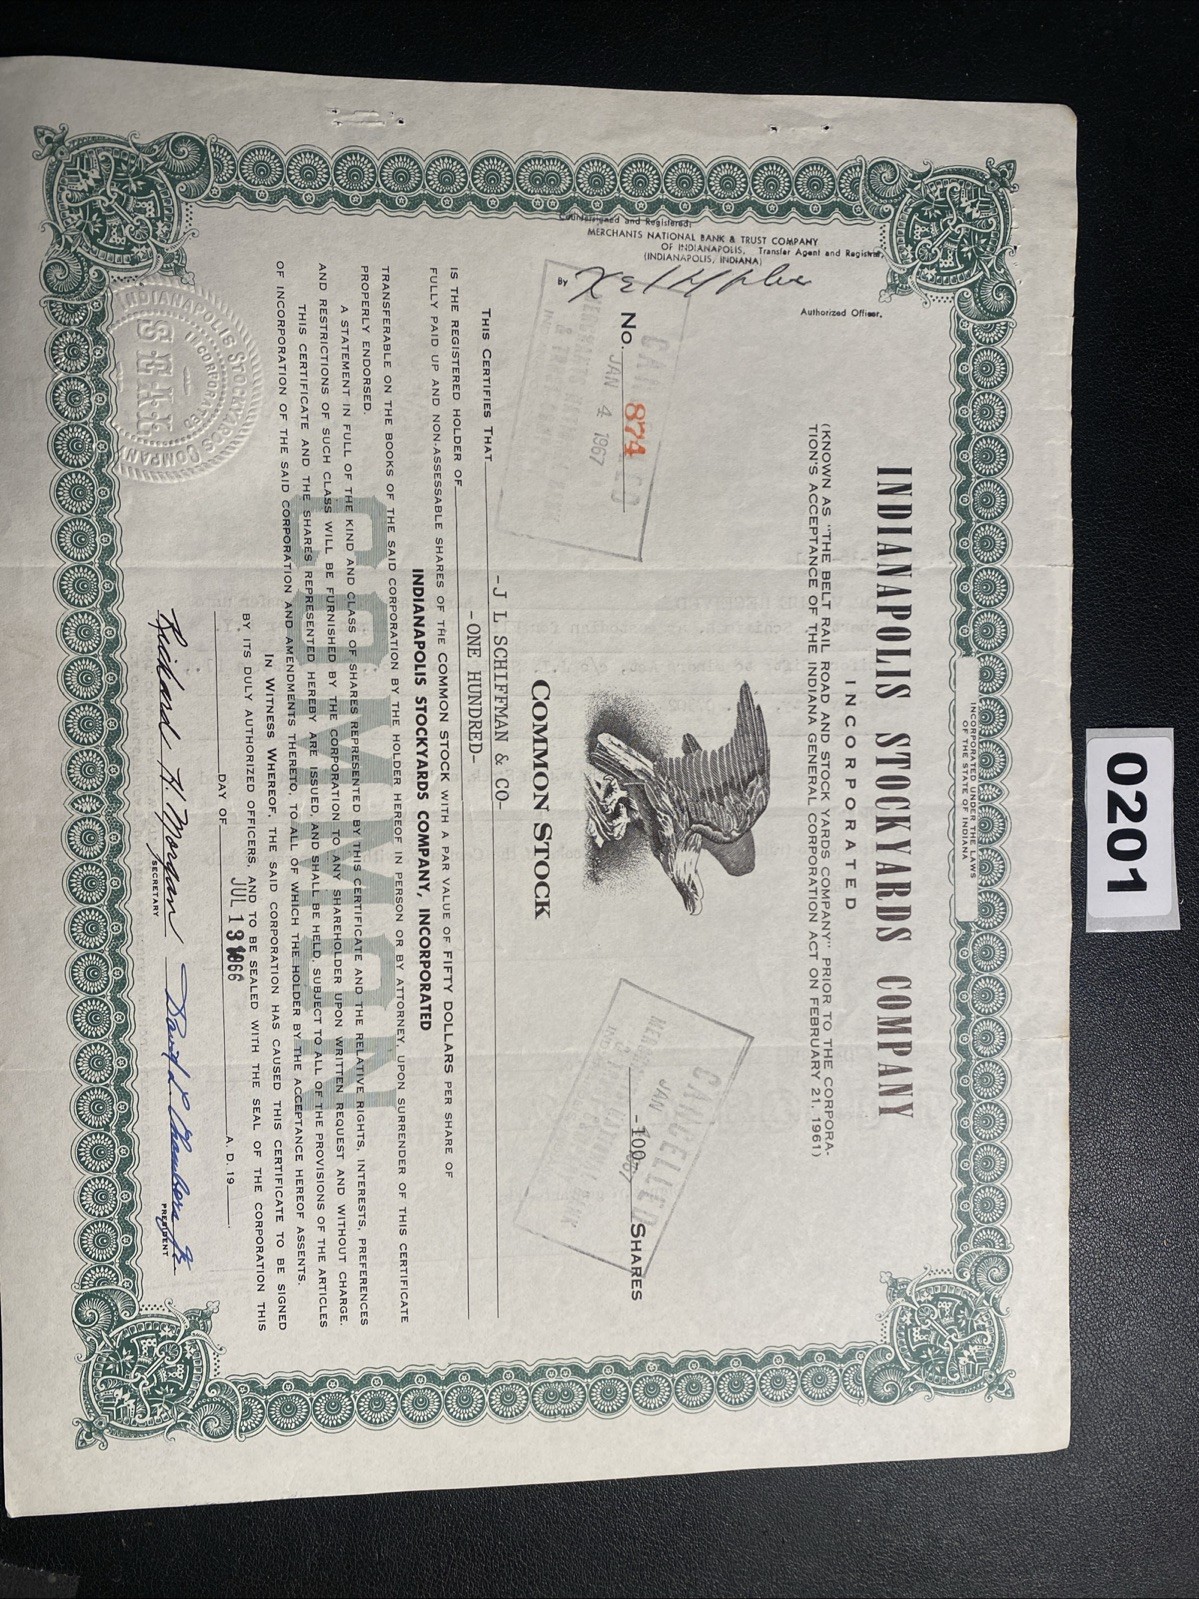 0201
INCORPORATED UNDER THE LAWS
OF THE STATE OF INDIANA
INDIANAPOLIS STOCKYARDS COMPANY
INCORPORATED
(KNOWN AS "THE BELT RAIL ROAD AND STOCK YARDS COMPANY" PRIOR TO THE CORPORA-
TION'S ACCEPTANCE OF THE INDIANA GENERAL CORPORATION ACT ON FEBRUARY 21, 1961)
Countersigned and Registered:
MERCHANTS NATIONAL BANK & TRUST COMPANY
OF INDIANAPOLIS, Transfer Agent and Registrar,
(INDIANAPOLIS, INDIANA)
By
Authorized Officer.
No. 874
JAN 4 1967
-100- SHARES
CANCELLED
JAN
COMMON STOCK
THIS CERTIFIES THAT -J L SCHIFFMAN & CO-
IS THE REGISTERED HOLDER OF -ONE HUNDRED-
FULLY PAID UP AND NON-ASSESSABLE SHARES OF THE COMMON STOCK WITH A PAR VALUE OF FIFTY DOLLARS PER SHARE OF
INDIANAPOLIS STOCKYARDS COMPANY, INCORPORATED
TRANSFERABLE ON THE BOOKS OF THE SAID CORPORATION BY THE HOLDER HEREOF IN PERSON OR BY ATTORNEY, UPON SURRENDER OF THIS CERTIFICATE
PROPERLY ENDORSED.
A STATEMENT IN FULL OF THE KIND AND CLASS OF SHARES REPRESENTED BY THIS CERTIFICATE AND THE RELATIVE RIGHTS, INTERESTS, PREFERENCES
AND RESTRICTIONS OF SUCH CLASS WILL BE FURNISHED BY THE CORPORATION TO ANY SHAREHOLDER UPON WRITTEN REQUEST AND WITHOUT CHARGE.
THIS CERTIFICATE AND THE SHARES REPRESENTED HEREBY ARE ISSUED, AND SHALL BE HELD, SUBJECT TO ALL OF THE PROVISIONS OF THE ARTICLES
OF INCORPORATION OF THE SAID CORPORATION AND AMENDMENTS THERETO, TO ALL OF WHICH THE HOLDER BY THE ACCEPTANCE HEREOF ASSENTS.
IN WITNESS WHEREOF, THE SAID CORPORATION HAS CAUSED THIS CERTIFICATE TO BE SIGNED
BY ITS DULY AUTHORIZED OFFICERS, AND TO BE SEALED WITH THE SEAL OF THE CORPORATION THIS
DAY OF JUL 13 1966 A. D. 19
COMMON
INDIANAPOLIS STOCKYARDS COMPANY
INCORPORATED
SEAL
Richard H. Morgan
SECRETARY
David L. Chambers Jr.
PRESIDENT